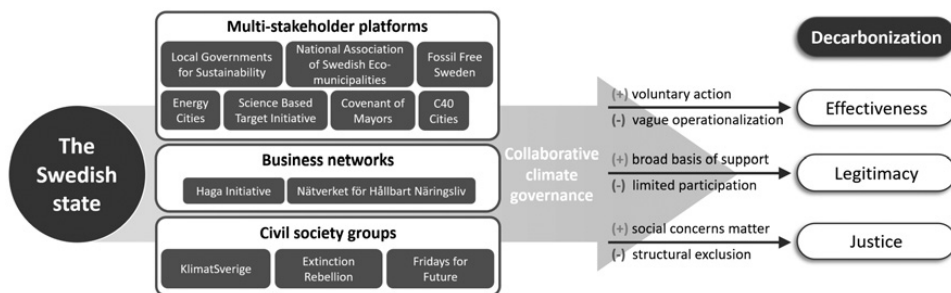 The
Swedish
state
Multi-stakeholder platforms
Local Governments
for Sustainability
National Association
of Swedish Eco-
municipalities
Fossil Free
Sweden
Energy
Cities
Science Based
Target Initiative
Covenant of
Mayors
C40
Cities
Business networks
Haga Initiative
Nätverket för Hållbart Näringsliv
Civil society groups
KlimatSverige
Extinction
Rebellion
Fridays for
Future
Collaborative
climate
governance
(+) voluntary action
(-) vague operationalization
(+) broad basis of support
(-) limited participation
(+) social concerns matter
(-) structural exclusion
Decarbonization
Effectiveness
Legitimacy
Justice